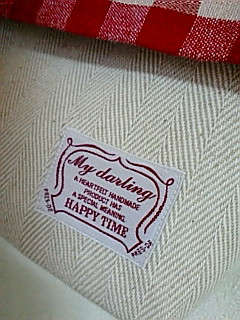 My darling
A HEARTFELT HANDMADE
PRODUCT HAS
A SPECIAL MEANING.
HAPPY TIME